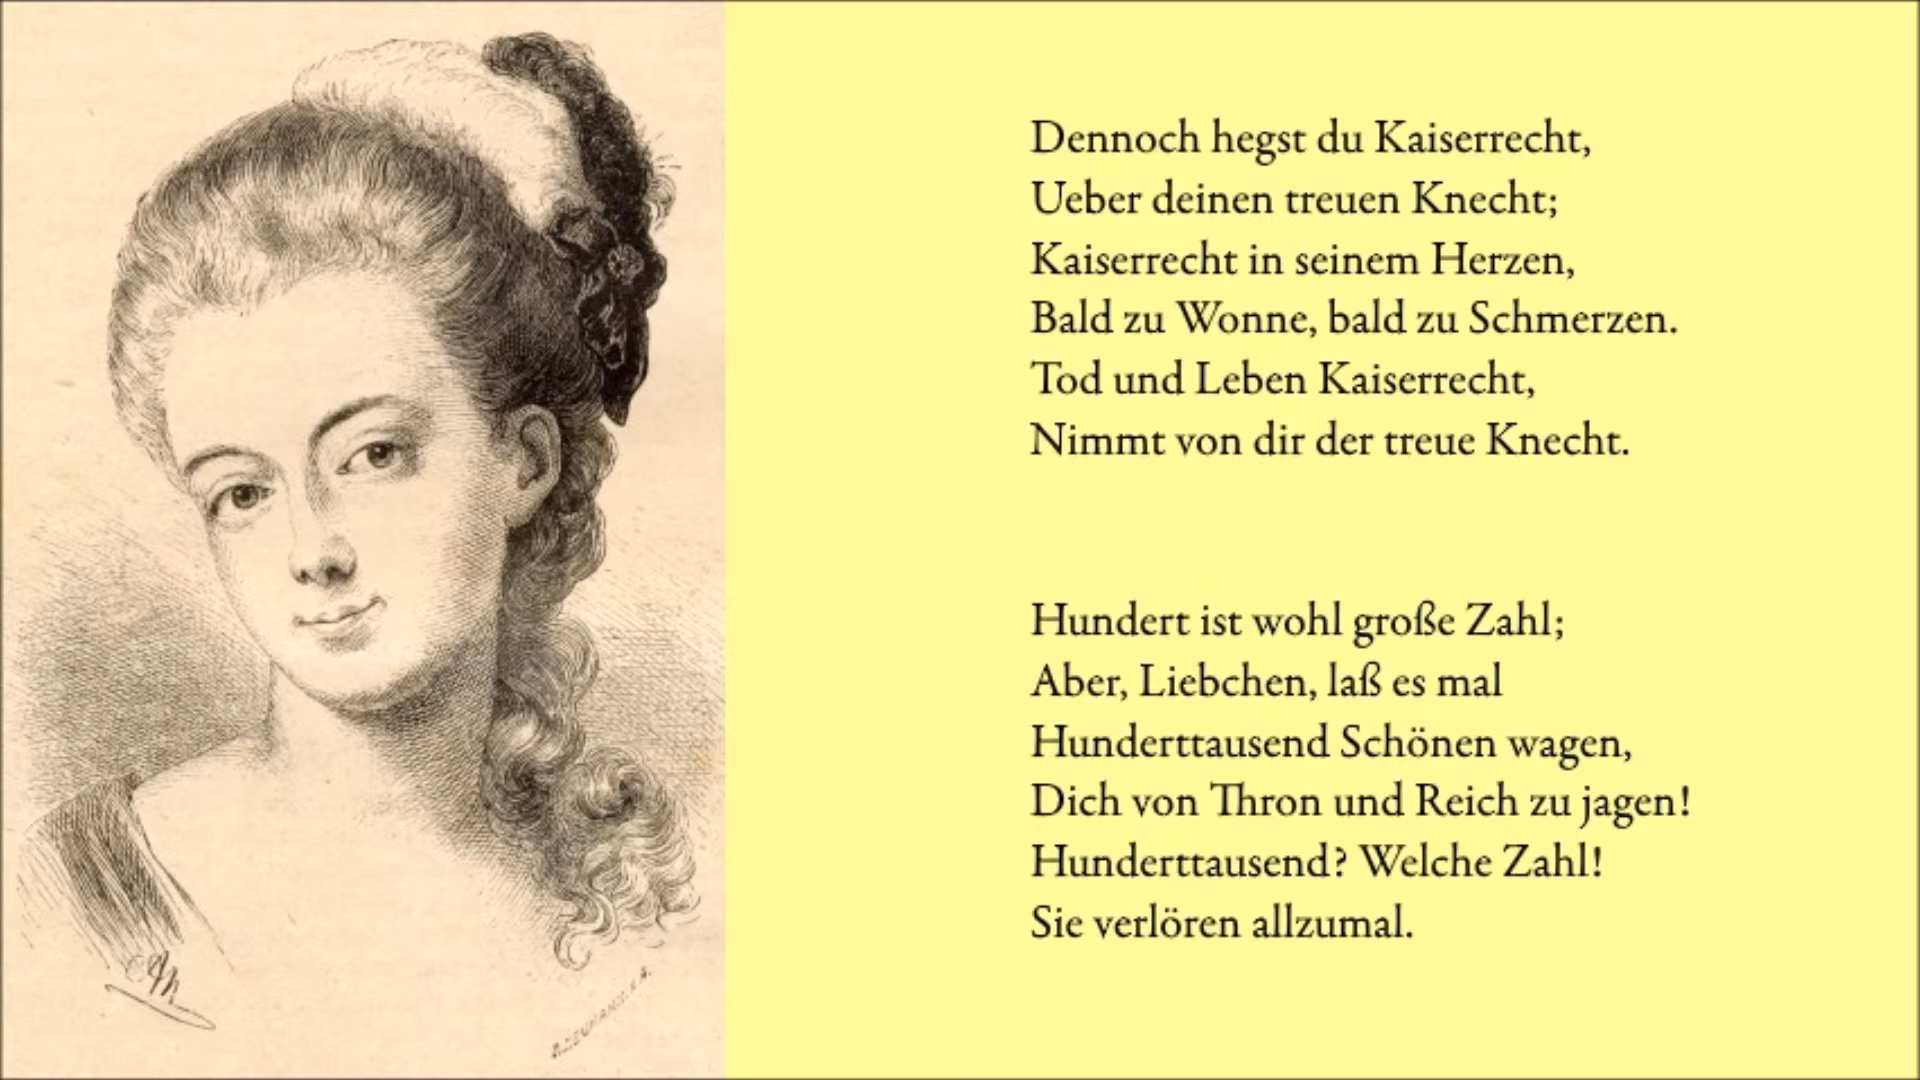 Dennoch hegst du Kaiserrecht,
Ueber deinen treuen Knecht;
Kaiserrecht in seinem Herzen,
Bald zu Wonne, bald zu Schmerzen.
Tod und Leben Kaiserrecht,
Nimmt von dir der treue Knecht.
Hundert ist wohl große Zahl;
Aber, Liebchen, laß es mal
Hunderttausend Schönen wagen,
Dich von Thron und Reich zu jagen!
Hunderttausend? Welche Zahl!
Sie verlören allzumal.